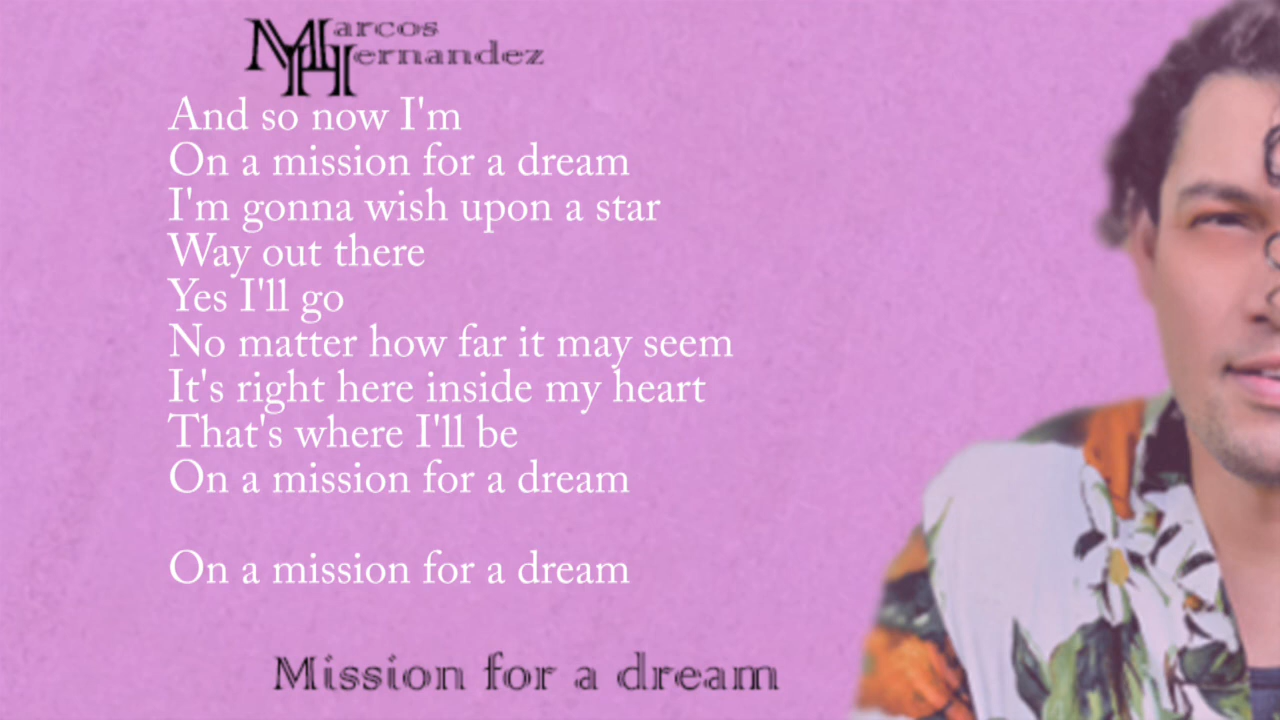 Marcos
Hernandez
And so now I'm
On a mission for a dream
I'm gonna wish upon a star
Way out there
Yes I'll go
No matter how far it may seem
It's right here inside my heart
That's where I'll be
On a mission for a dream
On a mission for a dream
Mission for a dream